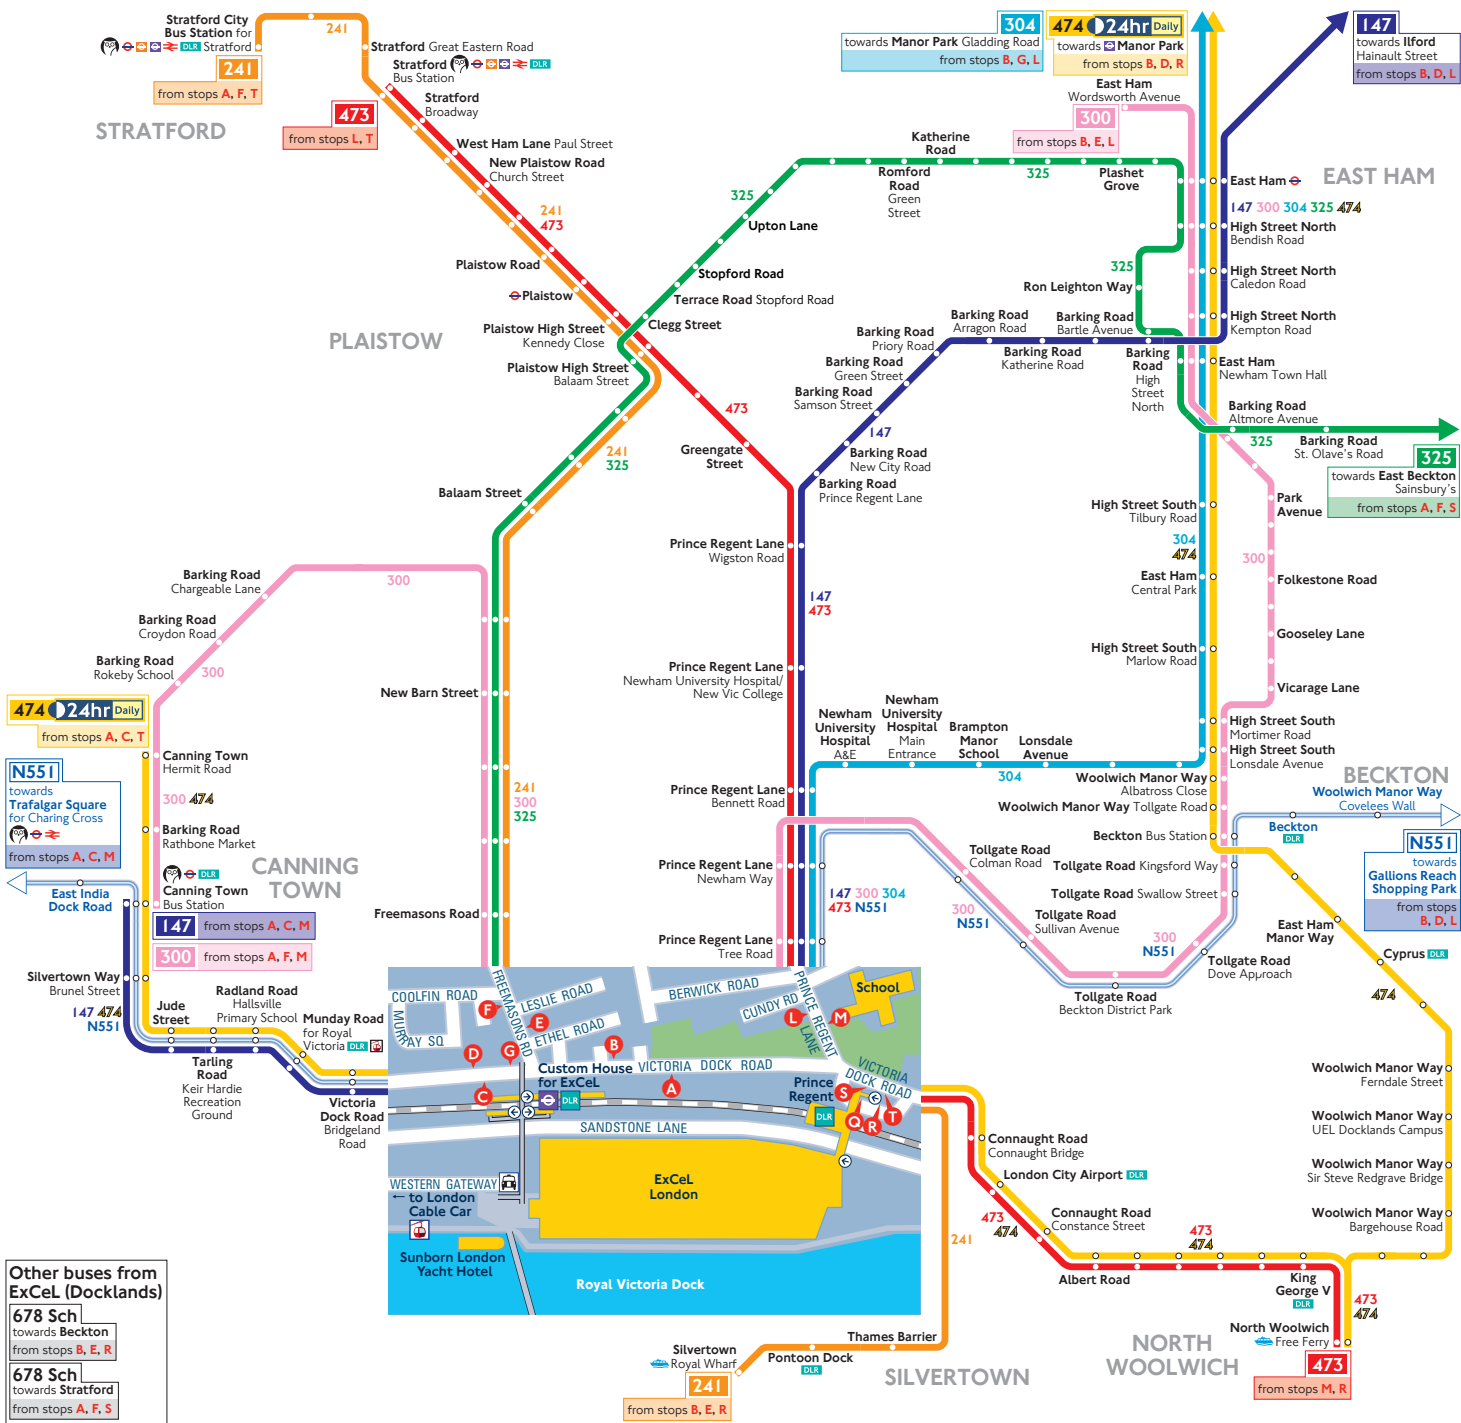 Stratford City
Bus Station for
DLR Stratford
241
from stops A, F, T
STRATFORD
241
Stratford Great Eastern Road
Stratford DLR
Bus Station
Stratford
Broadway
473
from stops L, T
West Ham Lane Paul Street
New Plaistow Road
Church Street
241
473
Plaistow Road
Plaistow
PLAISTOW
Plaistow High Street
Kennedy Close
Plaistow High Street
Balaam Street
Clegg Street
Terrace Road Stopford Road
Stopford Road
Upton Lane
325
Katherine
Road
Romford
Road
Green
Street
325
Plashet
Grove
304
towards Manor Park Gladding Road
from stops B, G, L
474 24hr Daily
towards Manor Park
from stops B, D, R
147
towards Ilford
Hainault Street
from stops B, D, L
East Ham
Wordsworth Avenue
300
from stops B, E, L
EAST HAM
East Ham
147 300 304 325 474
High Street North
Bendish Road
High Street North
Caledon Road
High Street North
Kempton Road
East Ham
Newham Town Hall
325
Ron Leighton Way
Barking Road
Bartle Avenue
Barking
Road
High
Street
North
Barking Road
Arragon Road
Barking Road
Katherine Road
Barking Road
Priory Road
Barking Road
Green Street
Barking Road
Samson Street
147
Barking Road
New City Road
Barking Road
Prince Regent Lane
Barking Road
Altmore Avenue
325
Barking Road
St. Olave's Road
325
towards East Beckton
Sainsbury's
from stops A, F, S
473
Greengate
Street
241
325
Balaam Street
Prince Regent Lane
Wigston Road
147
473
Prince Regent Lane
Newham University Hospital/
New Vic College
Prince Regent Lane
Bennett Road
Prince Regent Lane
Newham Way
Prince Regent Lane
Tree Road
147 300 304
473 N551
High Street South
Tilbury Road
304
474
East Ham
Central Park
High Street South
Marlow Road
Park
Avenue
300
Folkestone Road
Gooseley Lane
Vicarage Lane
High Street South
Mortimer Road
High Street South
Lonsdale Avenue
Newham
University
Hospital
A&E
Newham
University
Hospital
Main
Entrance
Brampton
Manor
School
Lonsdale
Avenue
304
Woolwich Manor Way
Albatross Close
Woolwich Manor Way Tollgate Road
Beckton Bus Station
Tollgate Road Kingsford Way
Tollgate Road Swallow Street
Tollgate Road
Colman Road
Tollgate Road
Sullivan Avenue
300
N551
300
N551
Tollgate Road
Dove Approach
Tollgate Road
Beckton District Park
BECKTON
Woolwich Manor Way
Covelees Wall
Beckton
DLR
N551
towards
Gallions Reach
Shopping Park
from stops
B, D, L
East Ham
Manor Way
Cyprus DLR
474
Woolwich Manor Way
Ferndale Street
Woolwich Manor Way
UEL Docklands Campus
Woolwich Manor Way
Sir Steve Redgrave Bridge
Woolwich Manor Way
Bargehouse Road
300
Barking Road
Chargeable Lane
Barking Road
Croydon Road
Barking Road
Rokeby School
300
New Barn Street
241
300
325
Freemasons Road
474 24hr Daily
from stops A, C, T
Canning Town
Hermit Road
300 474
Barking Road
Rathbone Market
DLR
Canning Town
Bus Station
CANNING
TOWN
N551
towards
Trafalgar Square
for Charing Cross
from stops A, C, M
East India
Dock Road
147
from stops A, C, M
300
from stops A, F, M
Silvertown Way
Brunel Street
147 474
N551
Jude
Street
Radland Road
Hallsville
Primary School
Munday Road
for Royal
Victoria DLR
Tarling
Road
Keir Hardie
Recreation
Ground
Victoria
Dock Road
Bridgeland
Road
COOLFIN ROAD
MURRAY SQ
FREEMASONS RD
LESLIE ROAD
ETHEL ROAD
BERWICK ROAD
CUNDY RD
PRINCE REGENT LANE
School
F
E
D
G
B
L
M
C
A
S
Q
R
T
Custom House
for ExCeL
DLR
VICTORIA DOCK ROAD
VICTORIA DOCK ROAD
Prince
Regent
DLR
SANDSTONE LANE
WESTERN GATEWAY
← to London
Cable Car
ExCeL
London
Sunborn London
Yacht Hotel
Royal Victoria Dock
Connaught Road
Connaught Bridge
London City Airport DLR
Connaught Road
Constance Street
473
474
473
474
Albert Road
King
George V
DLR
473
474
North Woolwich
Free Ferry
473
from stops M, R
NORTH
WOOLWICH
241
Thames Barrier
Pontoon Dock
DLR
Silvertown
Royal Wharf
241
from stops B, E, R
SILVERTOWN
Other buses from
ExCeL (Docklands)
678 Sch
towards Beckton
from stops B, E, R
678 Sch
towards Stratford
from stops A, F, S